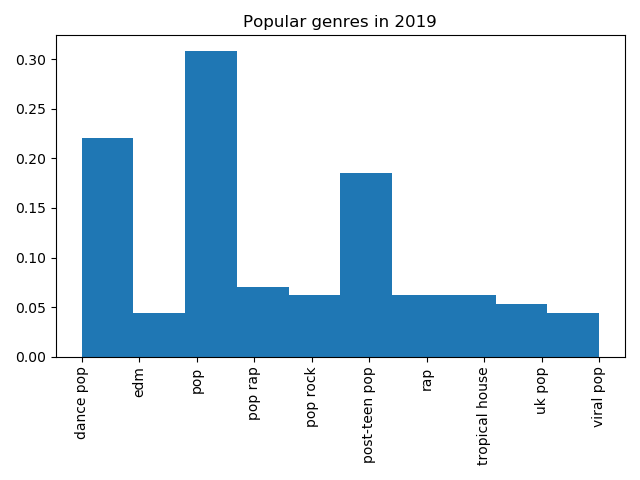 Popular genres in 2019
0.30
0.25
0.20
0.15
0.10
0.05
0.00
dance pop
edm
pop
pop rap
pop rock
post-teen pop
rap
tropical house
uk pop
viral pop